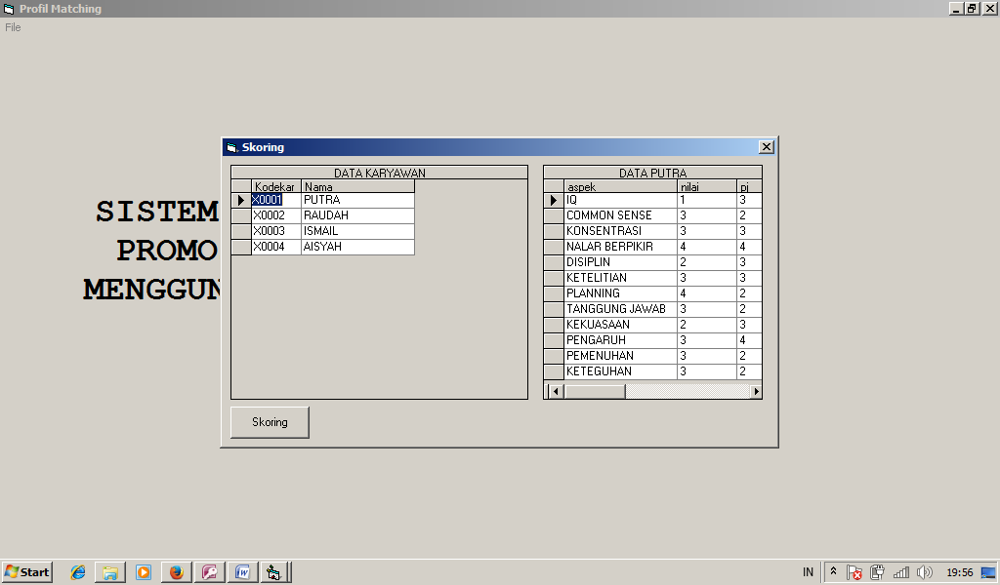 Profil Matching
File
SISTEM
PROMO
MENGGUN
Skoring
DATA KARYAWAN
Kodekar Nama
X0001 PUTRA
X0002 RAUDAH
X0003 ISMAIL
X0004 AISYAH
DATA PUTRA
aspek nilai pj
IQ 1 3
COMMON SENSE 3 2
KONSENTRASI 3 3
NALAR BERPIKIR 4 4
DISIPLIN 2 3
KETELITIAN 3 3
PLANNING 4 2
TANGGUNG JAWAB 3 2
KEKUASAAN 2 3
PENGARUH 3 4
PEMENUHAN 3 2
KETEGUHAN 3 2
Skoring
Start
IN
19:56